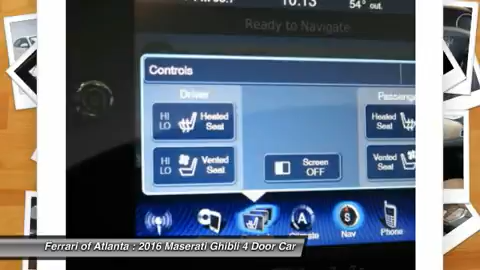 10:13
54° out.
Ready to Navigate
Controls
Driver
HI
LO
Heated
Seat
HI
LO
Vented
Seat
Screen
OFF
Heated
Seat
Vented
Seat
A
S
Nav
Phone
Ferrari of Atlanta : 2016 Maserati Ghibli 4 Door Car